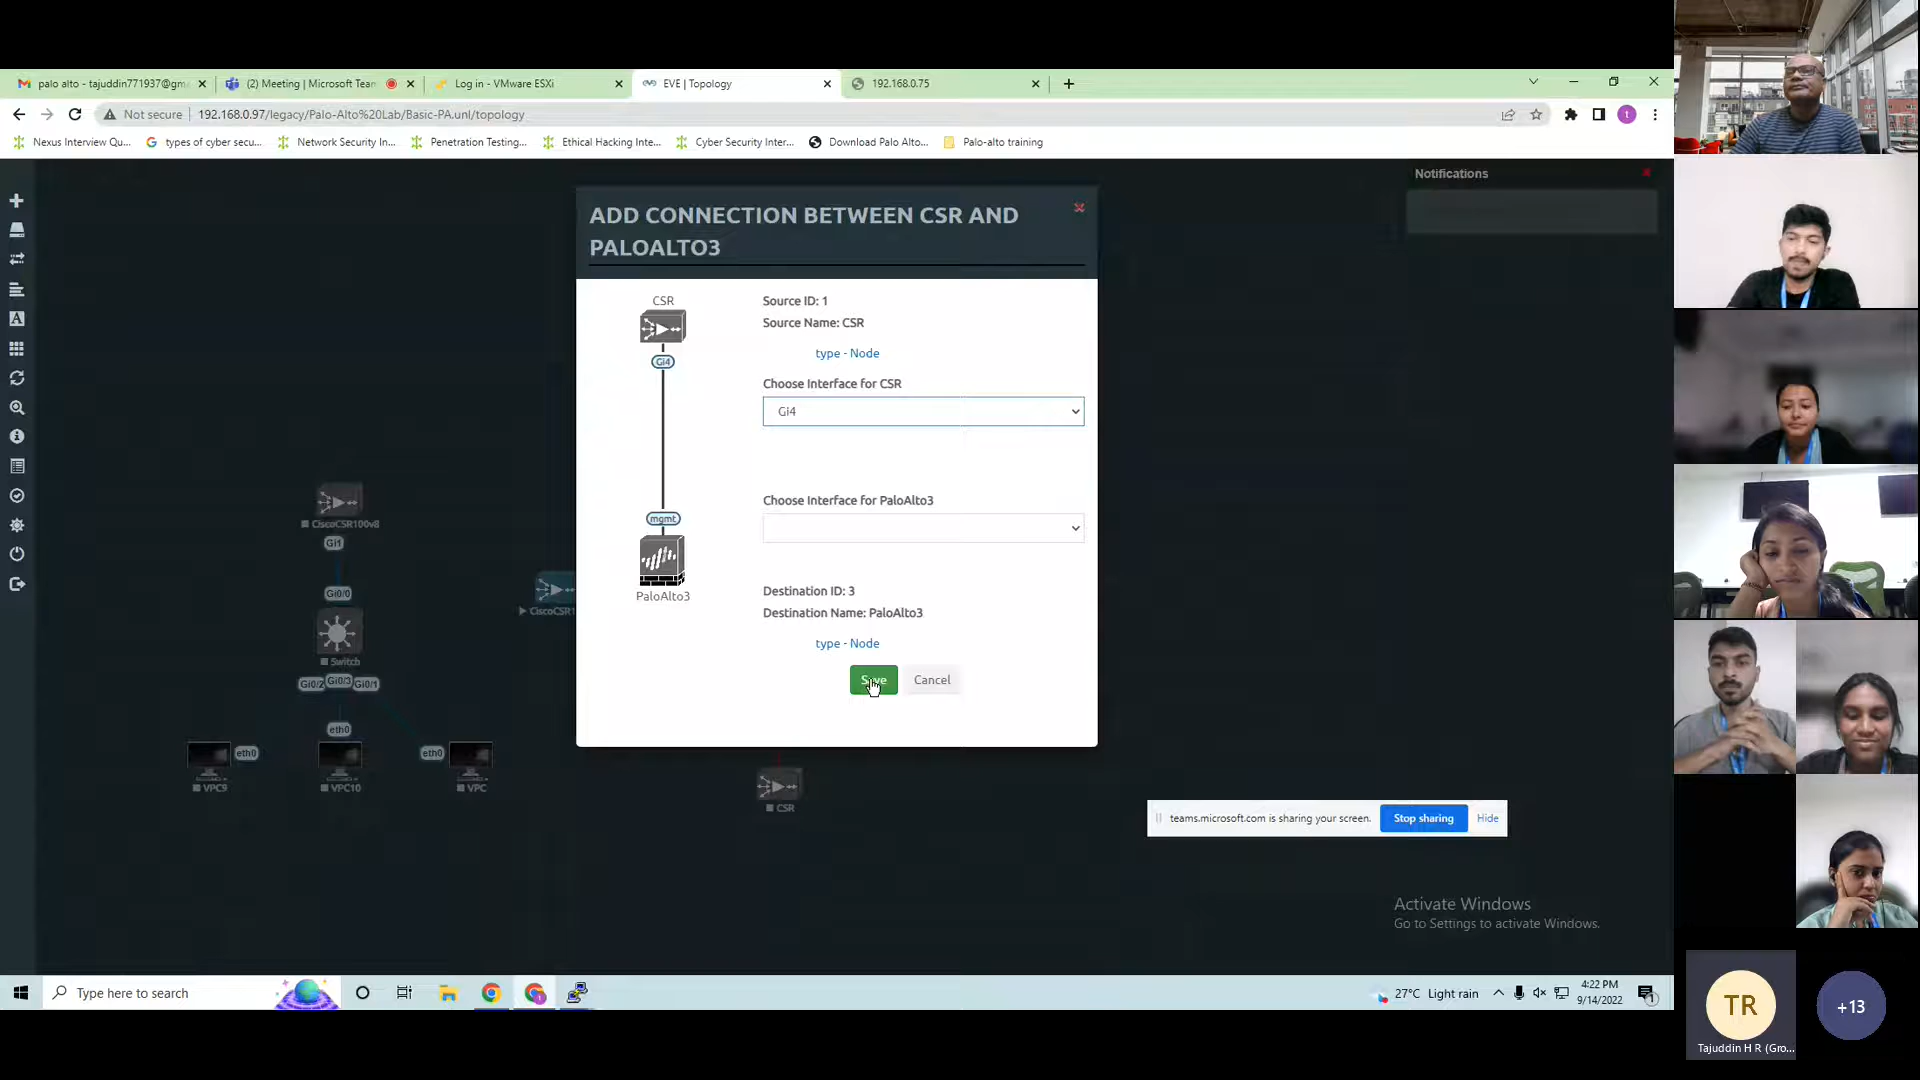 palo alto - tajuddin771937@gm
(2) Meeting | Microsoft Team
Log in - VMware ESXi
EVE | Topology
192.168.0.75
Not secure
192.168.0.97/legacy/Palo-Alto%20Lab/Basic-PA.unl/topology
t
Nexus Interview Qu...
types of cyber secu...
Network Security In...
Penetration Testing...
Ethical Hacking Inte...
Cyber Security Inter...
Download Palo Alto...
Palo-alto training
Notifications
ADD CONNECTION BETWEEN CSR AND
PALOALTO3
CSR
Gi4
mgmt
PaloAlto3
Source ID: 1
Source Name: CSR
type - Node
Choose Interface for CSR
Gi4
Choose Interface for PaloAlto3
Destination ID: 3
Destination Name: PaloAlto3
type - Node
Save
Cancel
CiscoCSR100v8
Gi1
Gi0/0
Switch
Gi0/2
Gi0/3
Gi0/1
eth0
eth0
eth0
VPC9
VPC10
VPC
CiscoCSR1
CSR
teams.microsoft.com is sharing your screen.
Stop sharing
Hide
Activate Windows
Go to Settings to activate Windows.
Type here to search
27°C Light rain
4:22 PM
9/14/2022
1
TR
Tajuddin H R (Gro...
+13